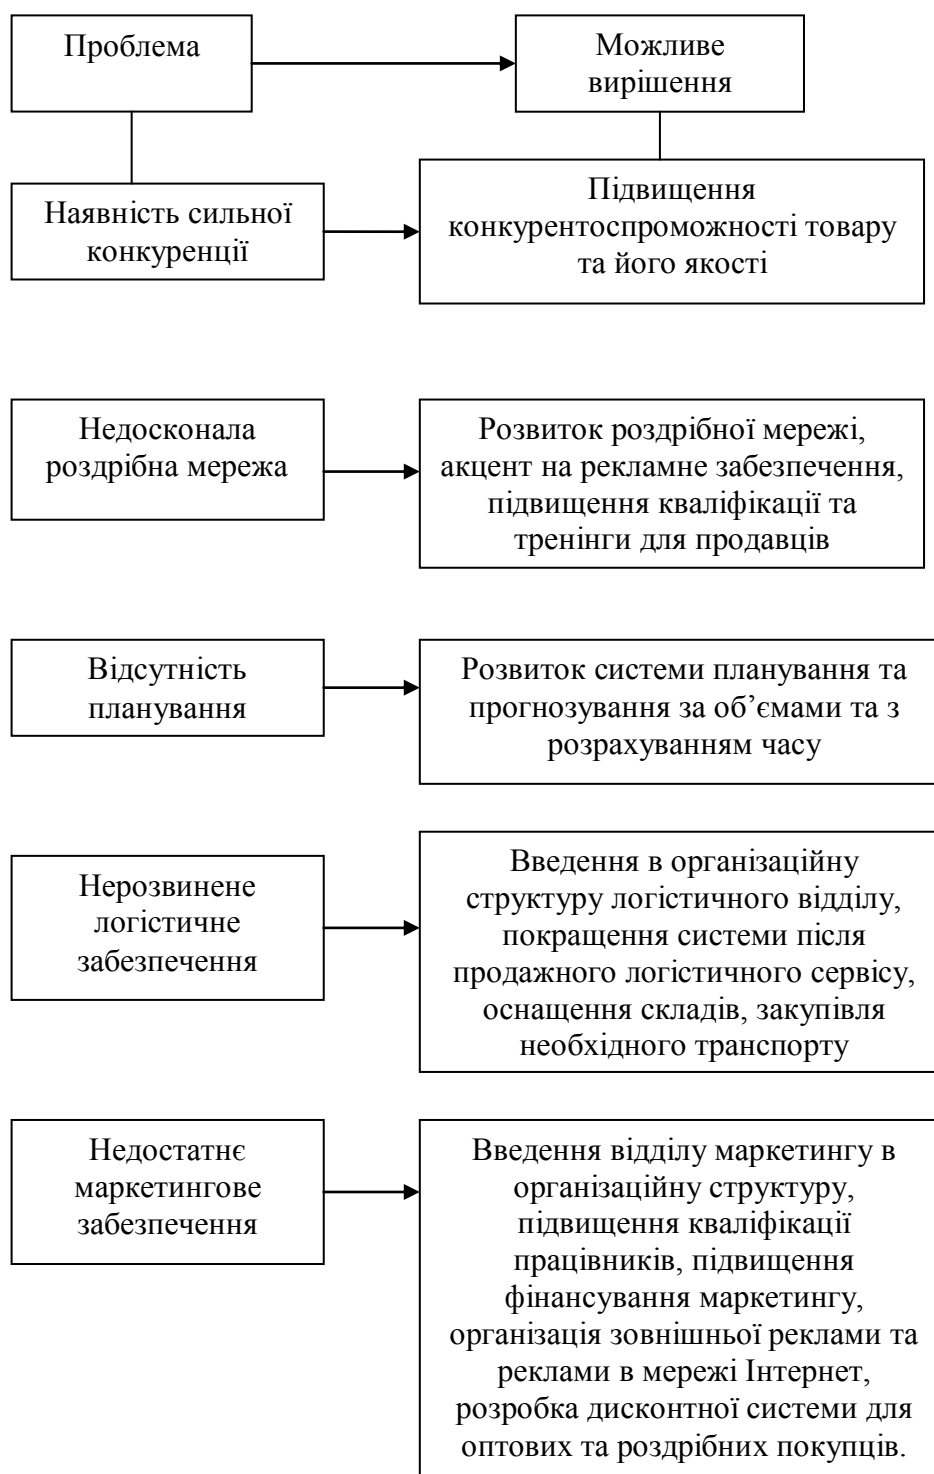 Проблема
Можливе
вирішення
Наявність сильної
конкуренції
Підвищення
конкурентоспроможності товару
та його якості
Недосконала
роздрібна мережа
Розвиток роздрібної мережі,
акцент на рекламне забезпечення,
підвищення кваліфікації та
тренінги для продавців
Відсутність
планування
Розвиток системи планування та
прогнозування за об’ємами та з
розрахуванням часу
Нерозвинене
логістичне
забезпечення
Введення в організаційну
структуру логістичного відділу,
покращення системи після
продажного логістичного сервісу,
оснащення складів, закупівля
необхідного транспорту
Недостатнє
маркетингове
забезпечення
Введення відділу маркетингу в
організаційну структуру,
підвищення кваліфікації
працівників, підвищення
фінансування маркетингу,
організація зовнішньої реклами та
реклами в мережі Інтернет,
розробка дисконтної системи для
оптових та роздрібних покупців.